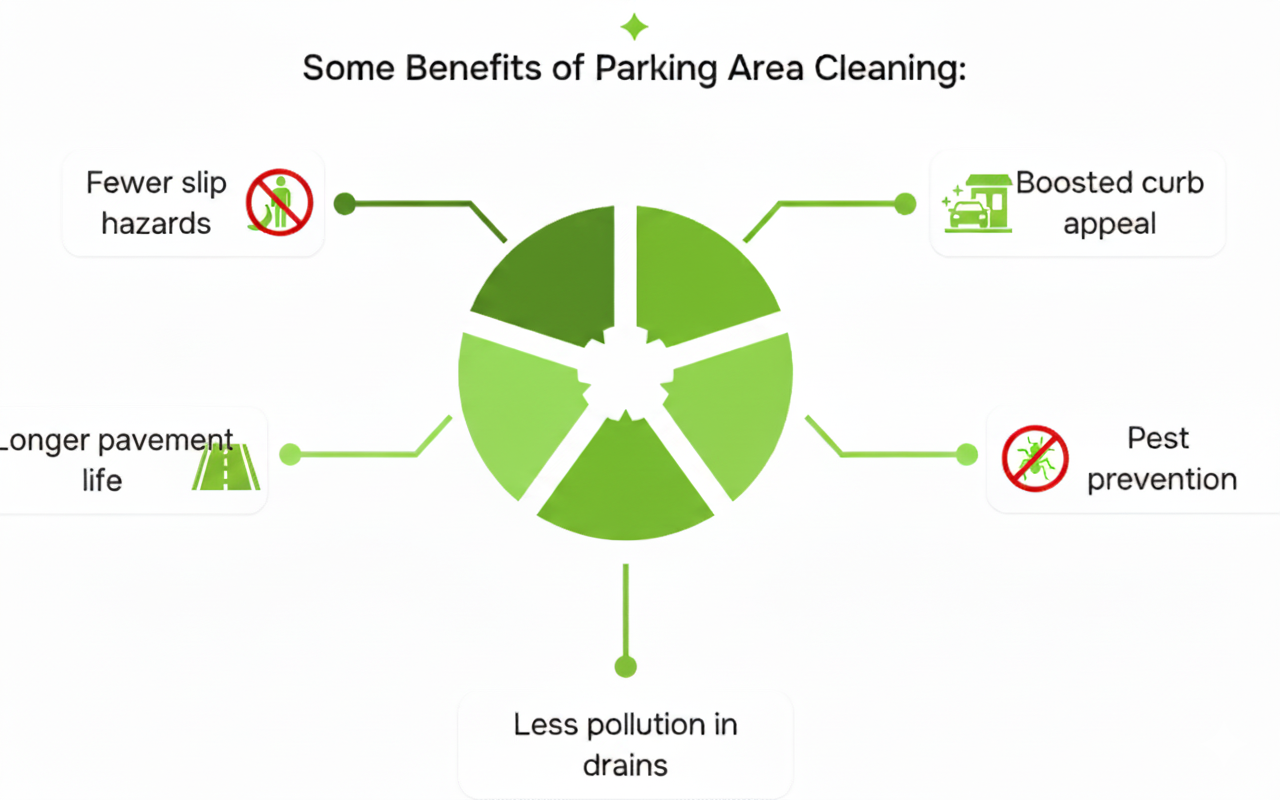 Some Benefits of Parking Area Cleaning:
Fewer slip
hazards
Boosted curb
appeal
Longer pavement
life
Pest
prevention
Less pollution in
drains